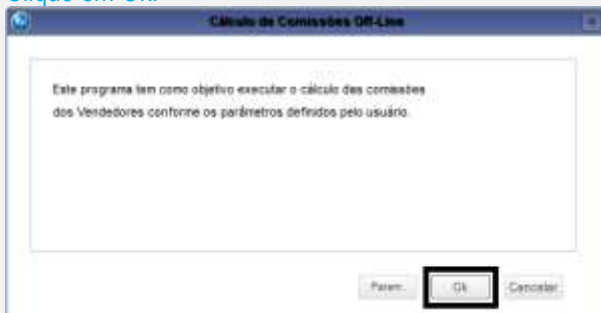 Clique em Ok.
Cálculo de Comissões Off-Line
Este programa tem como objetivo executar o cálculo das comissões
dos Vendedores conforme os parâmetros definidos pelo usuário.
Param. Ok Cancelar